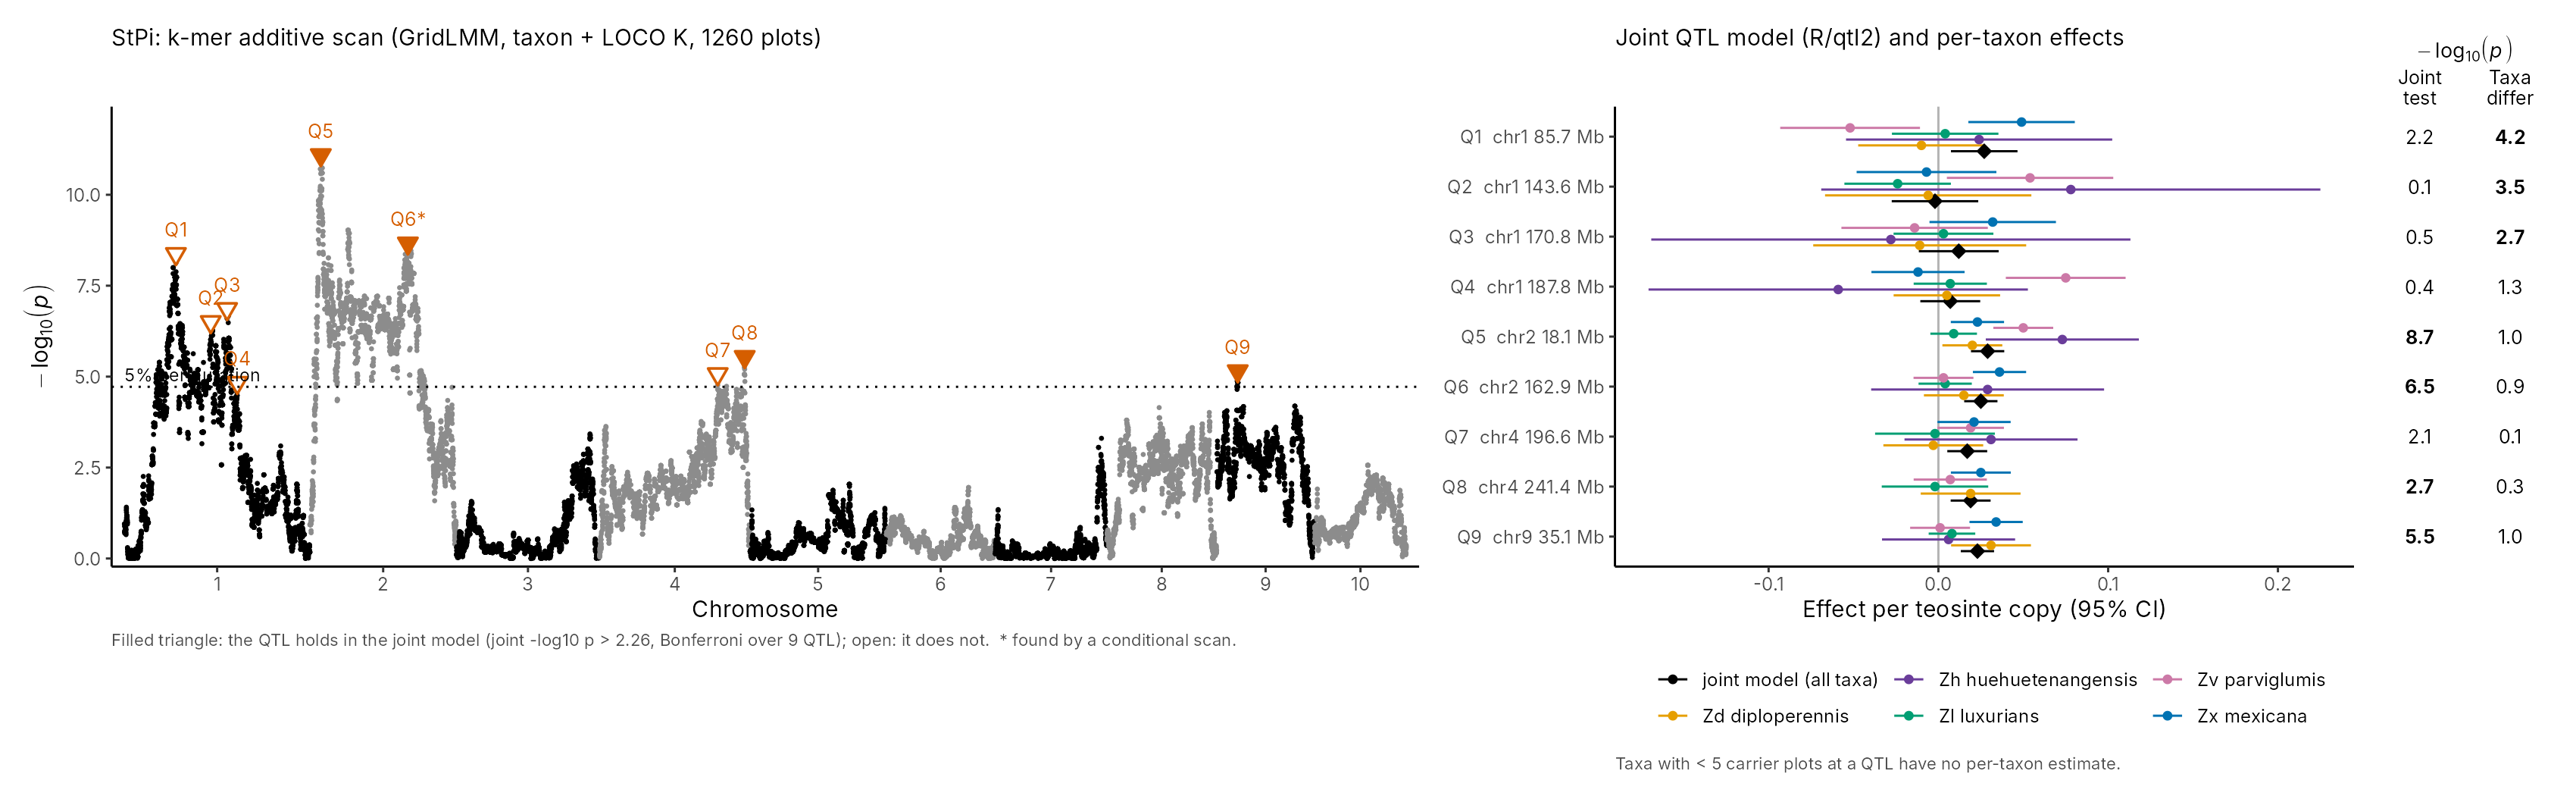 StPi: k-mer additive scan (GridLMM, taxon + LOCO K, 1260 plots)
Q5
Q6*
Q1
Q3
Q2
Q4
Q8
Q7
Q9
5% permutation
10.0
7.5
5.0
2.5
0.0
−log10(p)
1 2 3 4 5 6 7 8 9 10
Chromosome
Filled triangle: the QTL holds in the joint model (joint -log10 p > 2.26, Bonferroni over 9 QTL); open: it does not. * found by a conditional scan.
Joint QTL model (R/qtl2) and per-taxon effects
−log10(p)
Joint test Taxa differ
Q1 chr1 85.7 Mb 2.2 4.2
Q2 chr1 143.6 Mb 0.1 3.5
Q3 chr1 170.8 Mb 0.5 2.7
Q4 chr1 187.8 Mb 0.4 1.3
Q5 chr2 18.1 Mb 8.7 1.0
Q6 chr2 162.9 Mb 6.5 0.9
Q7 chr4 196.6 Mb 2.1 0.1
Q8 chr4 241.4 Mb 2.7 0.3
Q9 chr9 35.1 Mb 5.5 1.0
-0.1 0.0 0.1 0.2
Effect per teosinte copy (95% CI)
joint model (all taxa) Zh huehuetenangensis Zv parviglumis
Zd diploperennis Zl luxurians Zx mexicana
Taxa with < 5 carrier plots at a QTL have no per-taxon estimate.